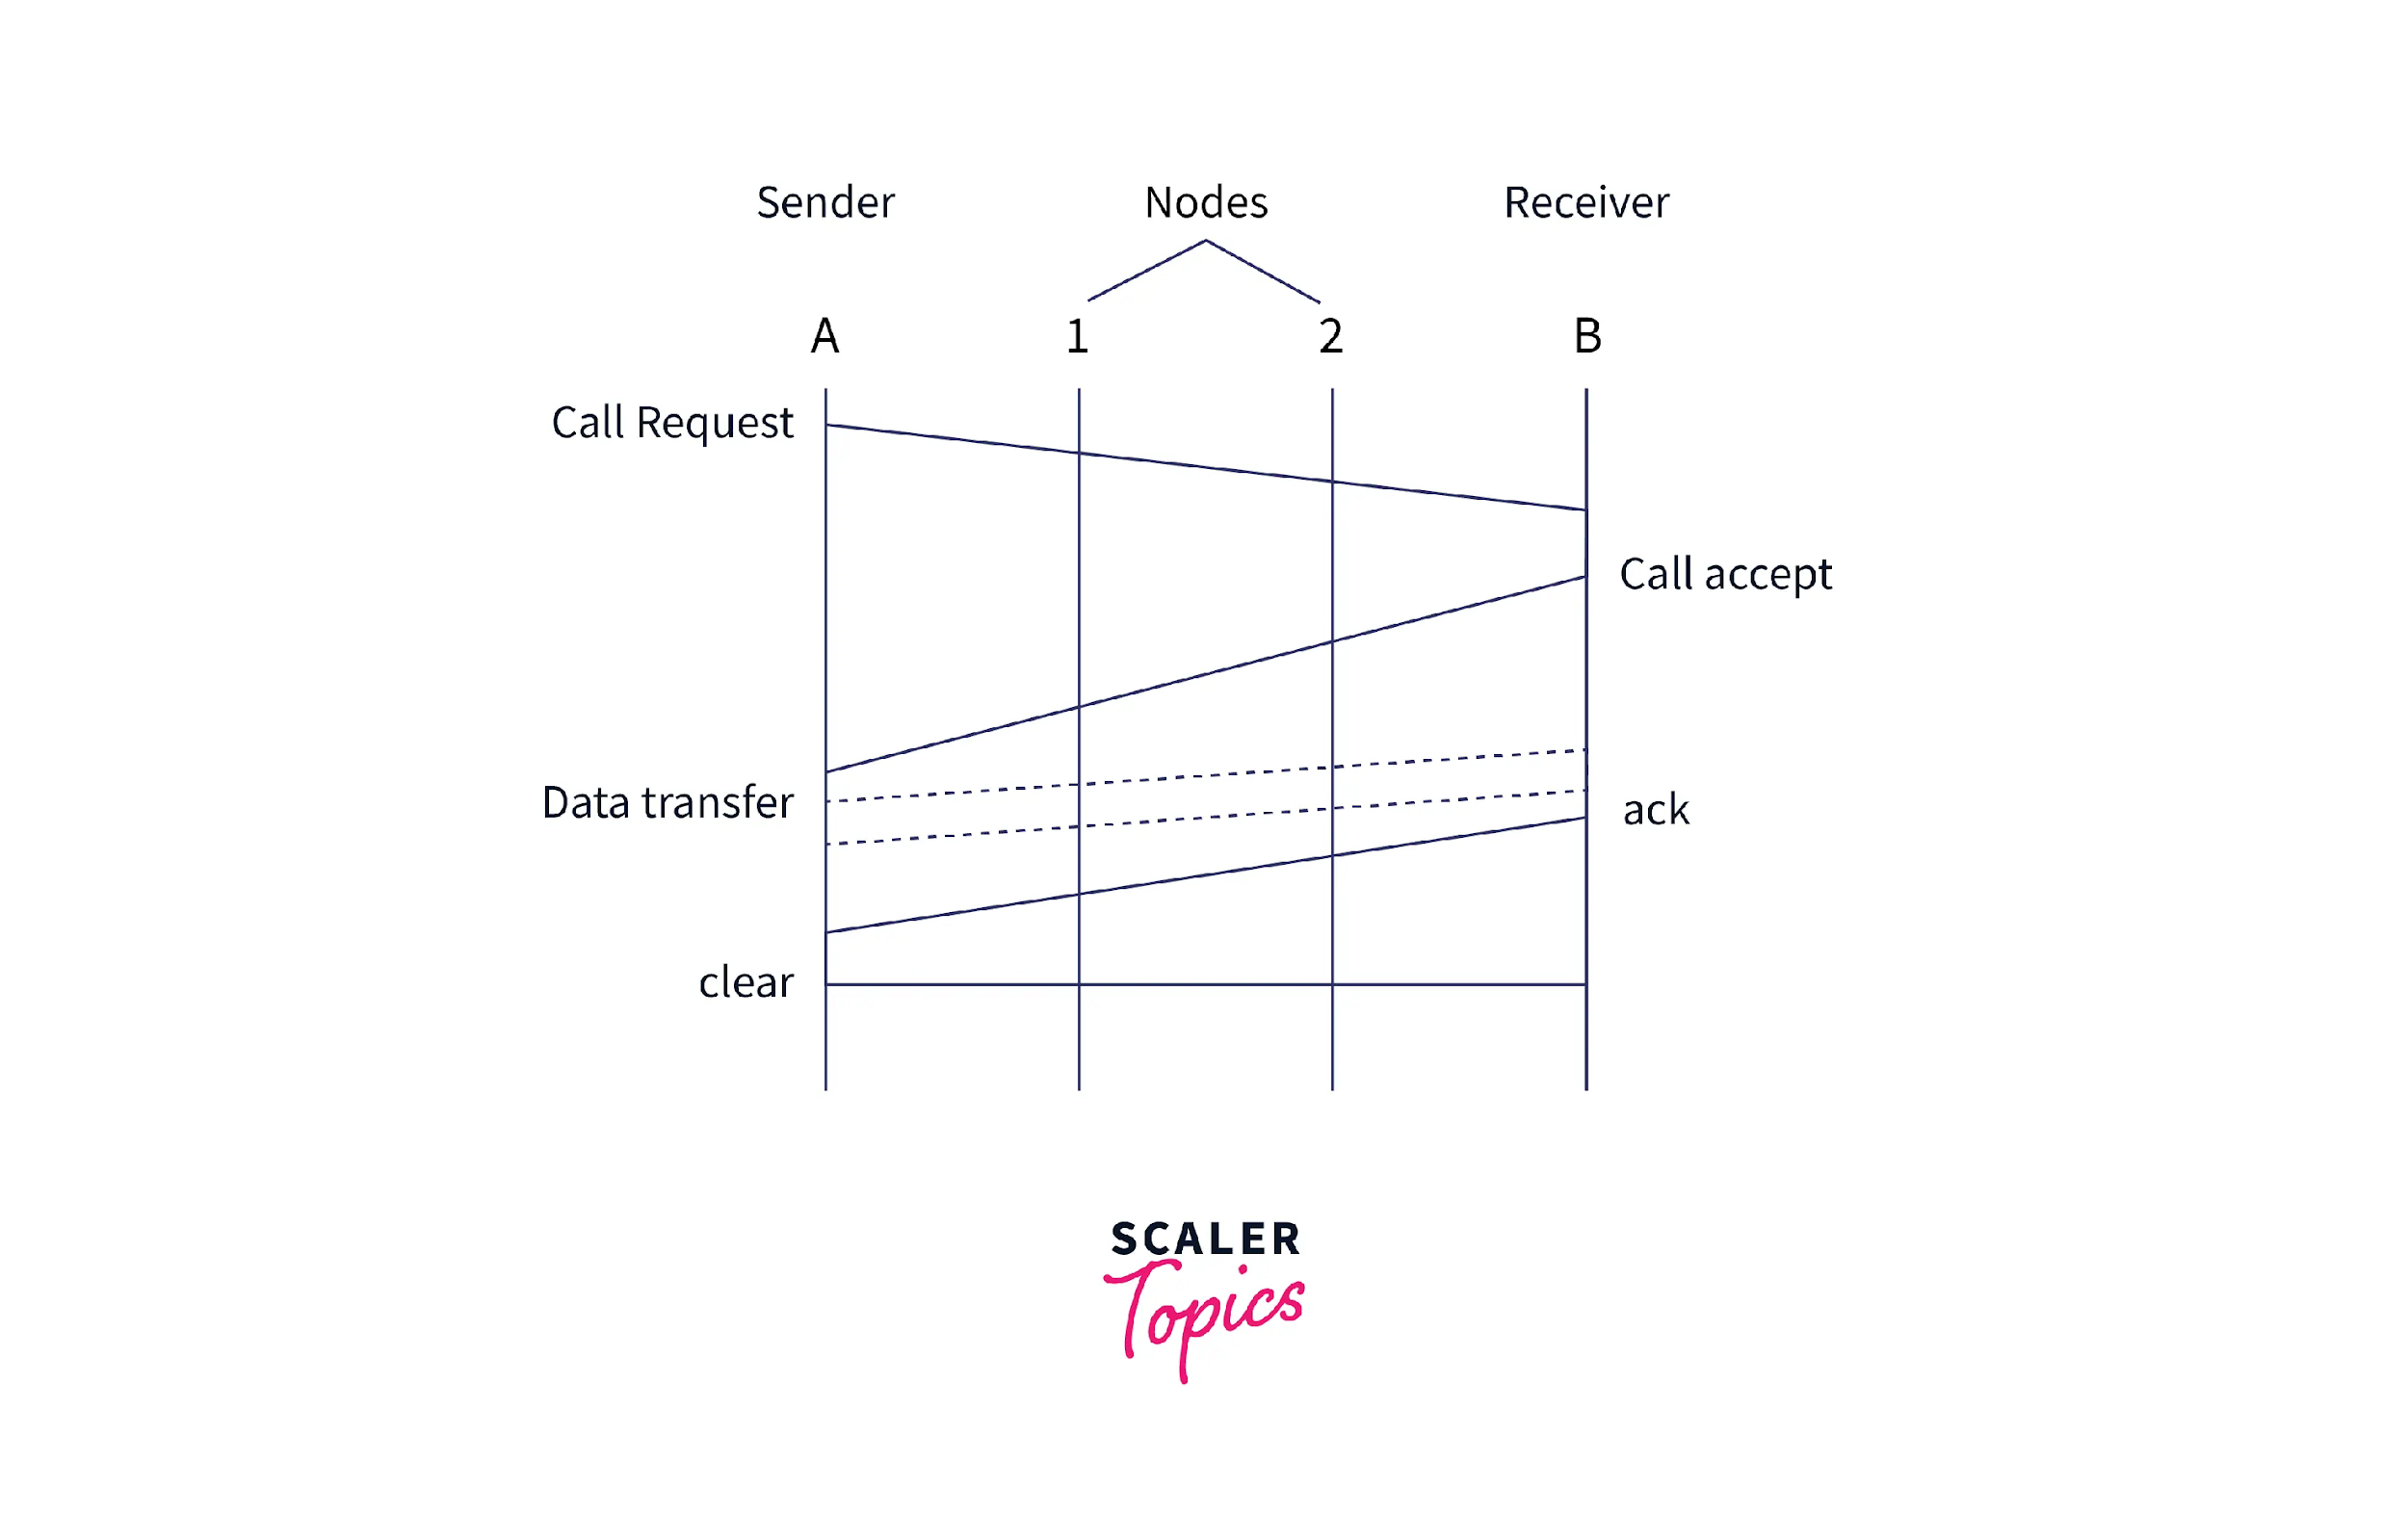 Sender
Nodes
Receiver
A
1
2
B
Call Request
Call accept
Data transfer
ack
clear
SCALER
Topics